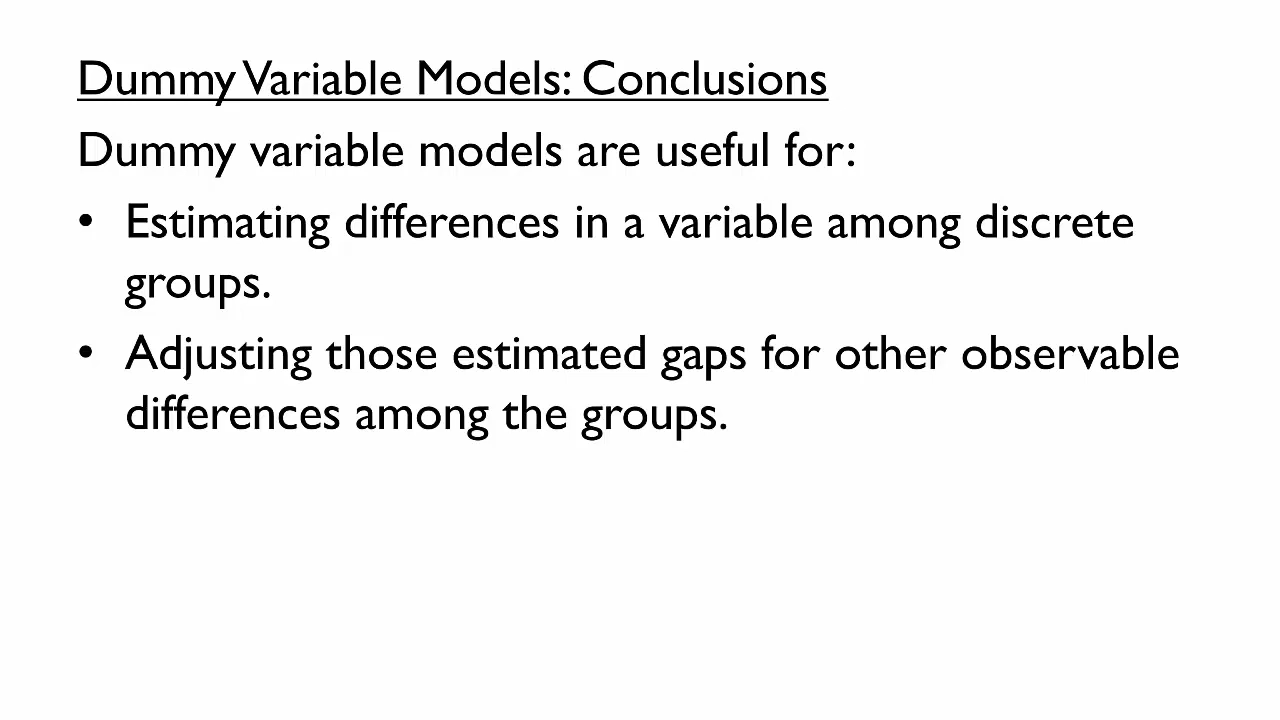 Dummy Variable Models: Conclusions
Dummy variable models are useful for:
• Estimating differences in a variable among discrete
groups.
• Adjusting those estimated gaps for other observable
differences among the groups.